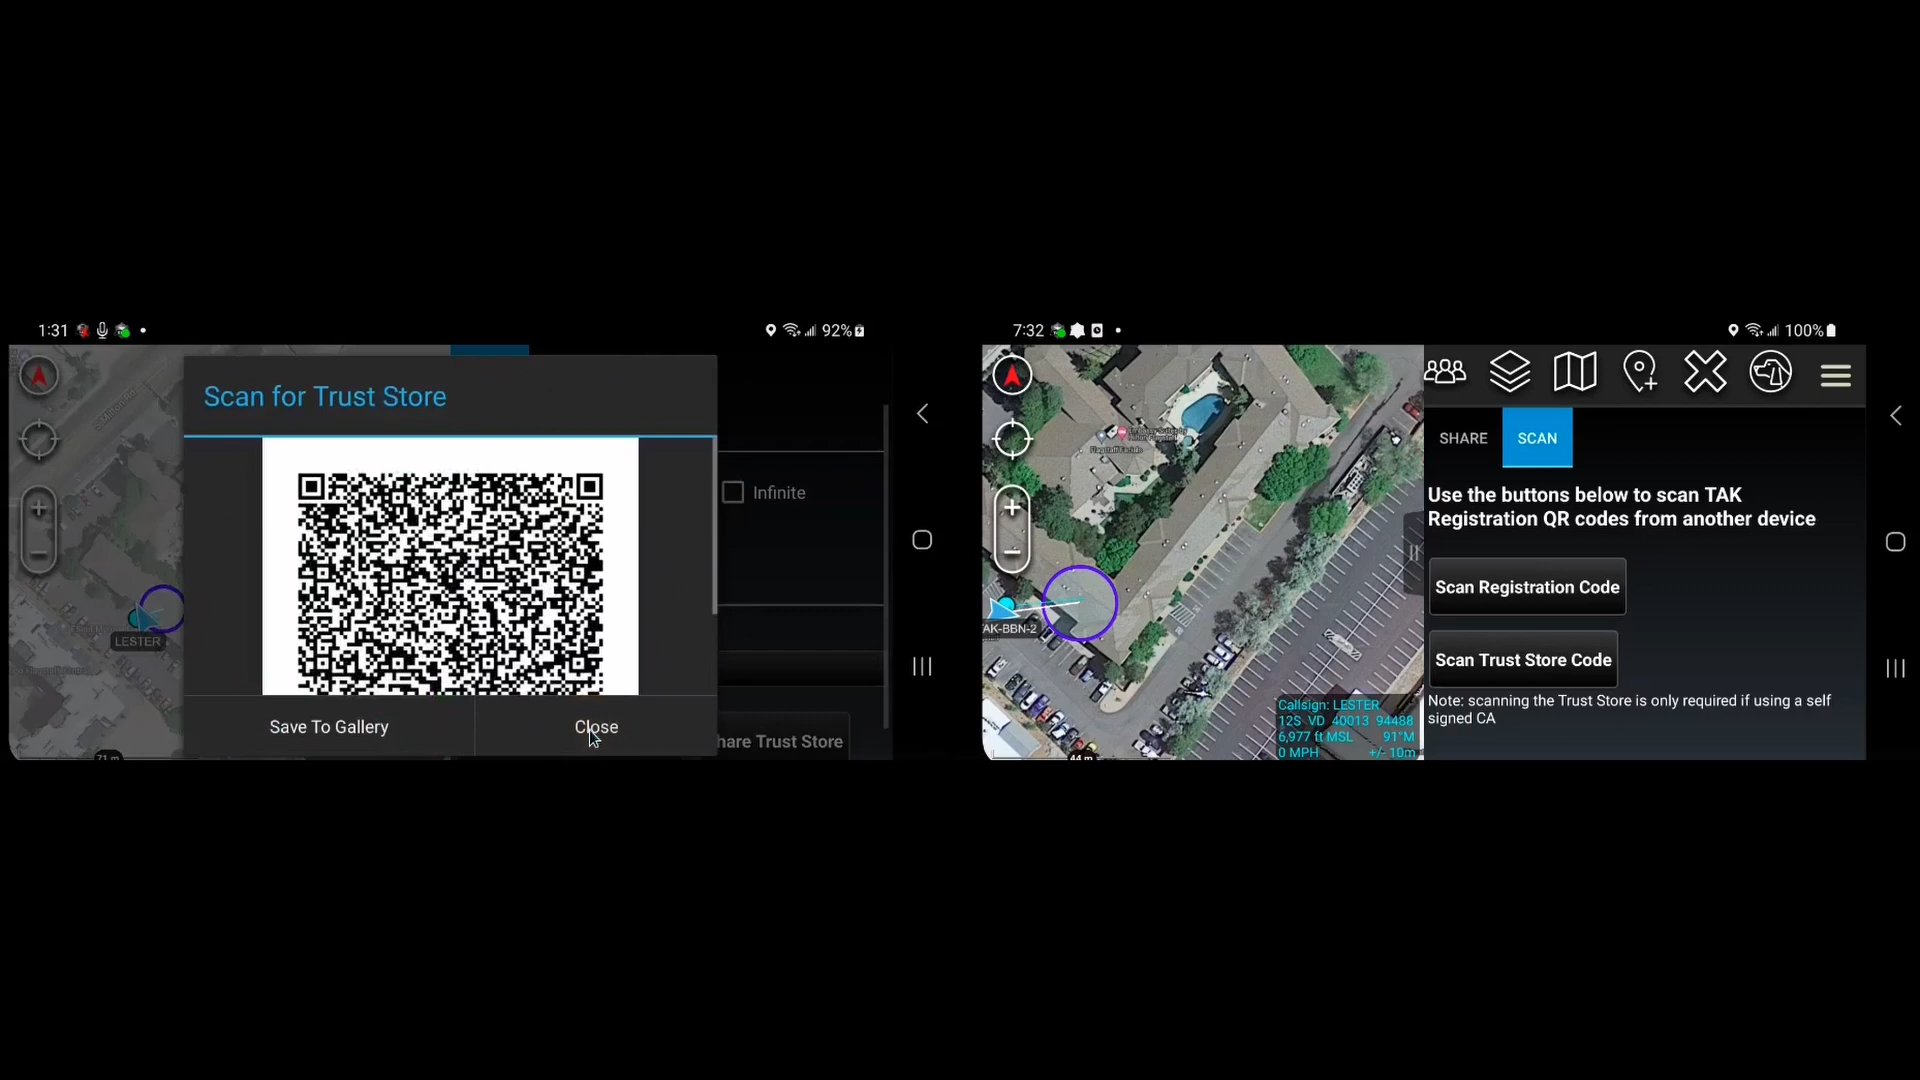 1:31
92%
Scan for Trust Store
Infinite
LESTER
Save To Gallery
Close
hare Trust Store
71 m
7:32
100%
SHARE
SCAN
Use the buttons below to scan TAK
Registration QR codes from another device
Scan Registration Code
Scan Trust Store Code
Note: scanning the Trust Store is only required if using a self
signed CA
AK-BBN-2
Callsign: LESTER
12S VD 40013 94488
6,977 ft MSL 91°M
0 MPH +/- 10m
44 m